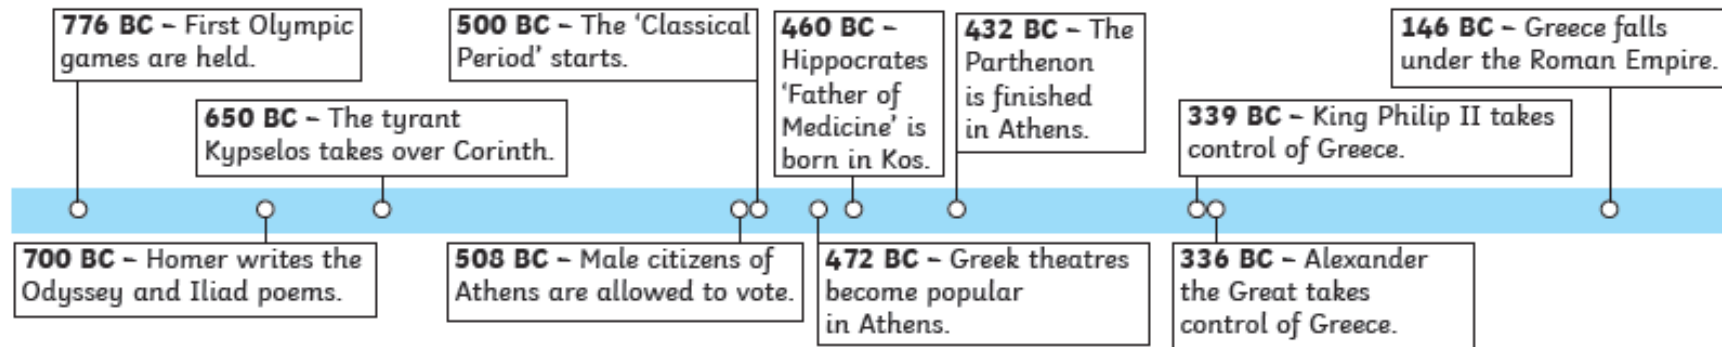 776 BC – First Olympic
games are held.
700 BC – Homer writes the
Odyssey and Iliad poems.
650 BC – The tyrant
Kypselos takes over Corinth.
508 BC – Male citizens of
Athens are allowed to vote.
500 BC – The ‘Classical
Period’ starts.
472 BC – Greek theatres
become popular
in Athens.
460 BC –
Hippocrates
‘Father of
Medicine’ is
born in Kos.
432 BC – The
Parthenon
is finished
in Athens.
339 BC – King Philip II takes
control of Greece.
336 BC – Alexander
the Great takes
control of Greece.
146 BC – Greece falls
under the Roman Empire.